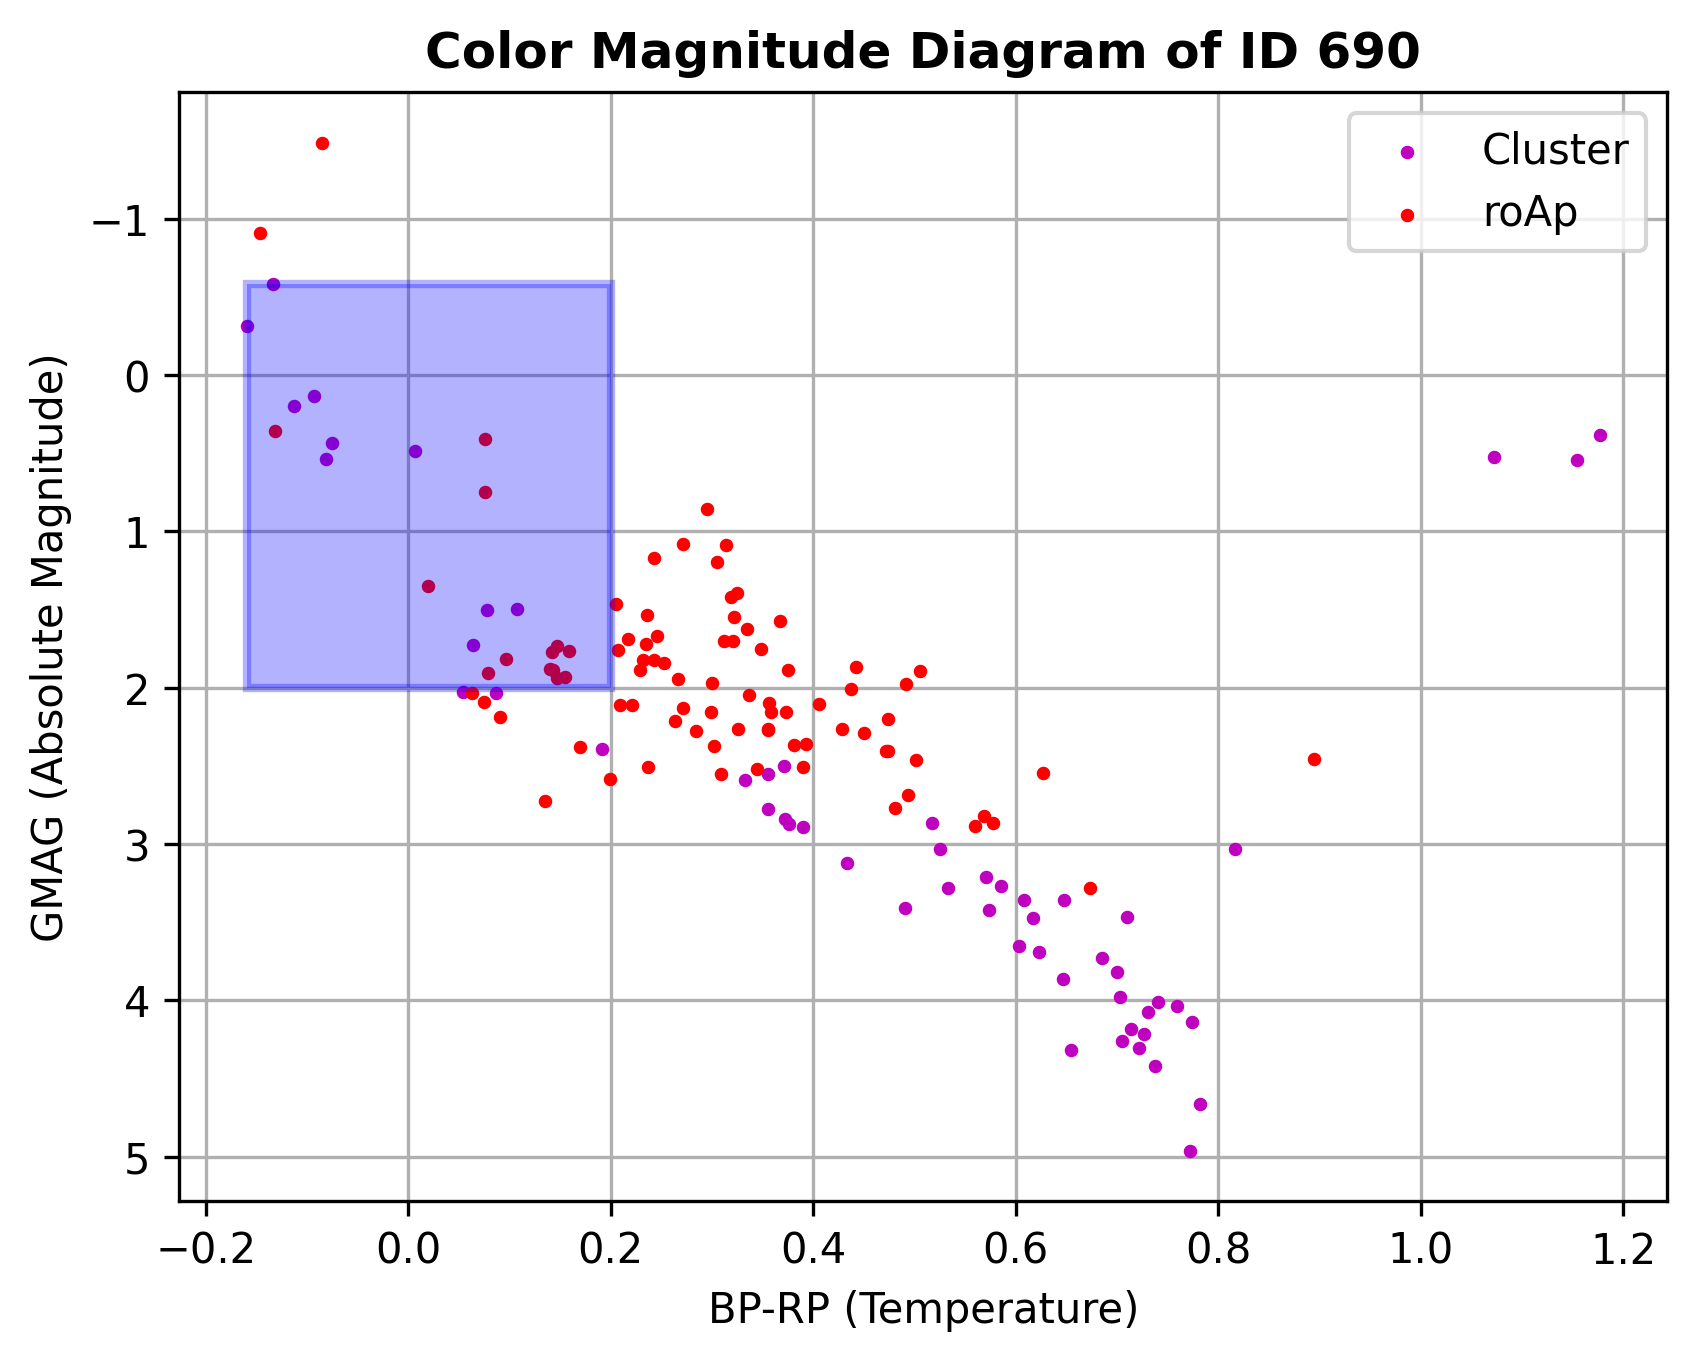 Color Magnitude Diagram of ID 690
Cluster
roAp
GMAG (Absolute Magnitude)
−1
0
1
2
3
4
5
−0.2 0.0 0.2 0.4 0.6 0.8 1.0 1.2
BP-RP (Temperature)